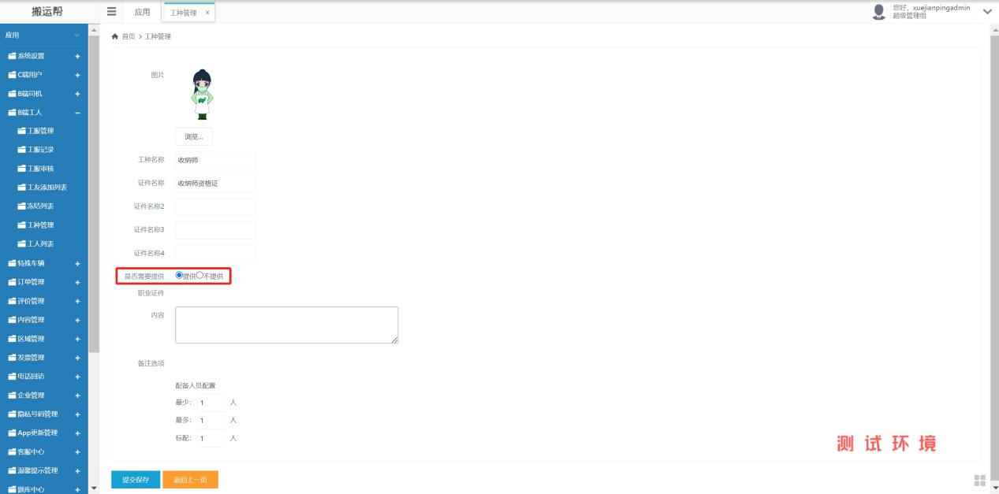 搬运帮
应用
工种管理 ×
您好，xuejianpingadmin
超级管理组
应用
系统设置 +
C端用户 +
B端司机 +
B端工人 −
工服管理
工服记录
工服审核
工友添加列表
冻结列表
工种管理
工人列表
特殊车辆 +
订单管理 +
评价管理 +
内容管理 +
区域管理 +
发票管理 +
电话回访 +
企业管理 +
隐私号码管理 +
App更新管理 +
客服中心 +
温馨提示管理 +
题库中心 +
首页 > 工种管理
图片
浏览...
工种名称 收纳师
证件名称 收纳师资格证
证件名称2
证件名称3
证件名称4
是否需要提供 提供 不提供
职业证件
内容
备注选项
配备人员配置
最少： 1 人
最多： 1 人
标配： 1 人
测试环境
提交保存 返回上一页